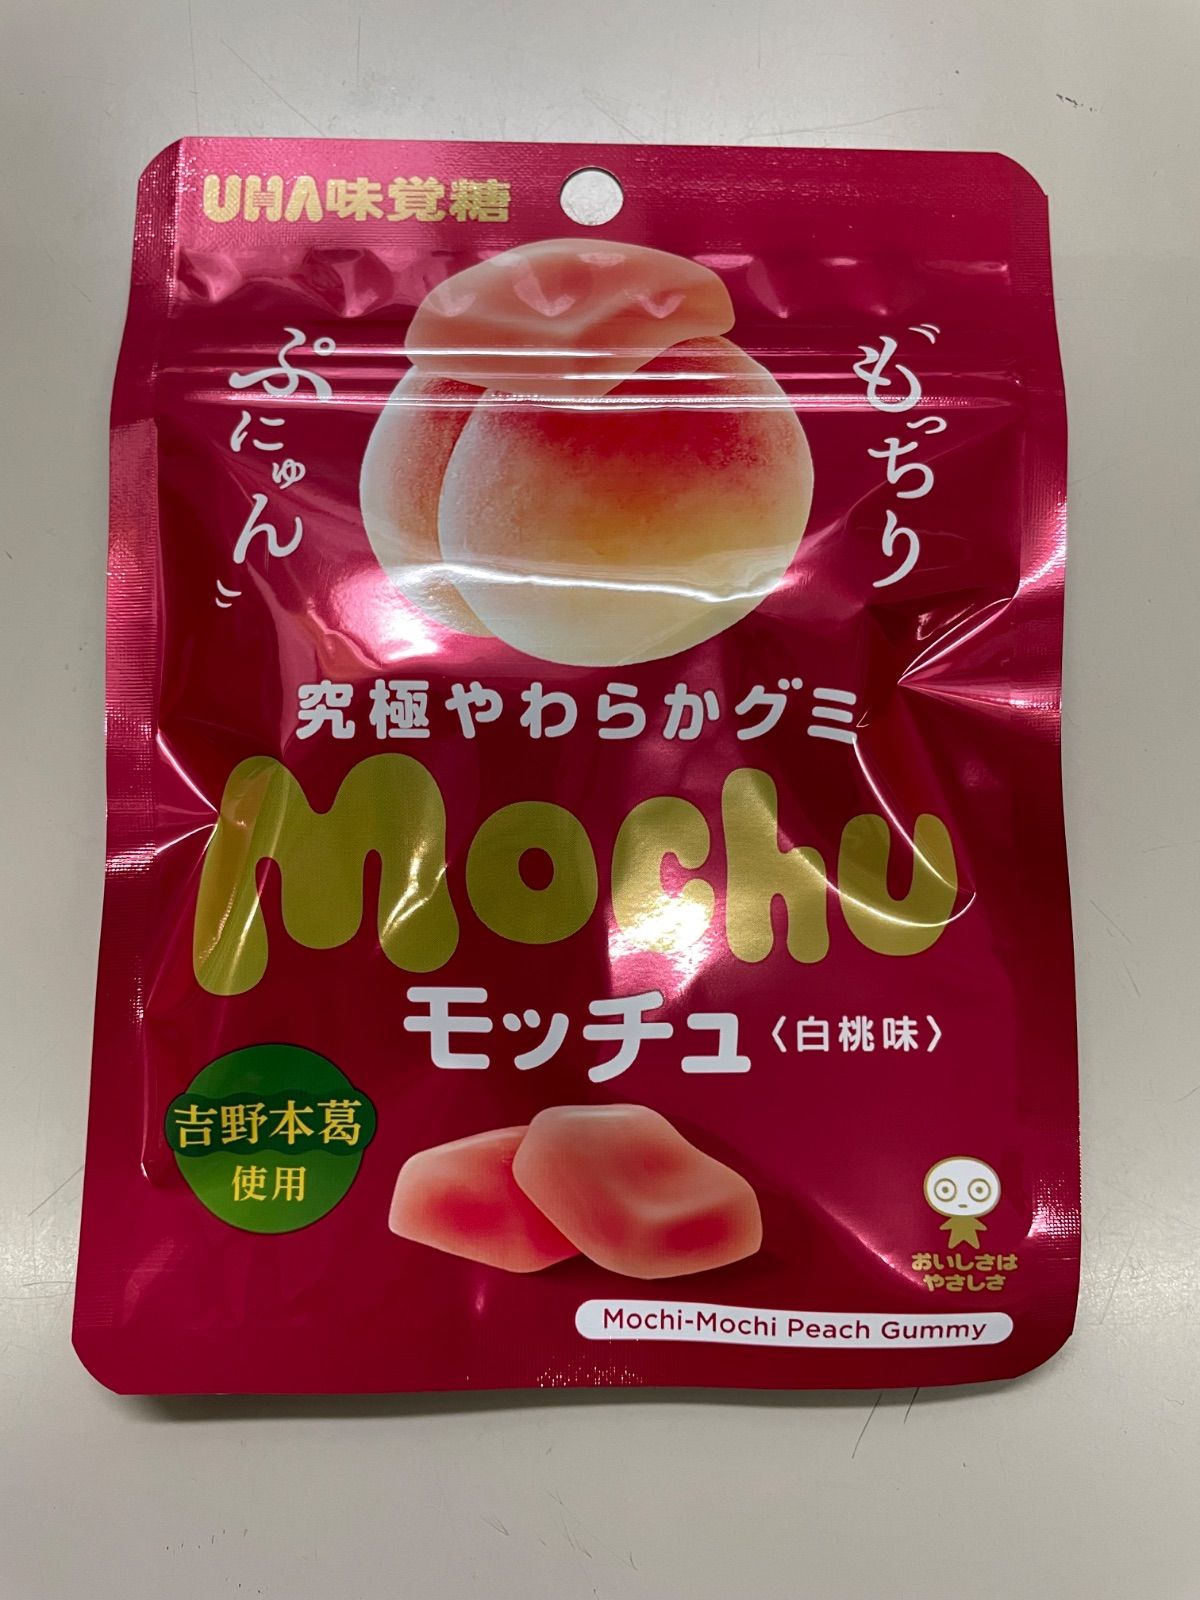 UHA味覚糖
も゛っちり
ぷにゅん〃
究極やわらかグミ
Mochu
モッチュ〈白桃味〉
吉野本葛
使用
おいしさは
やさしさ
Mochi-Mochi Peach Gummy